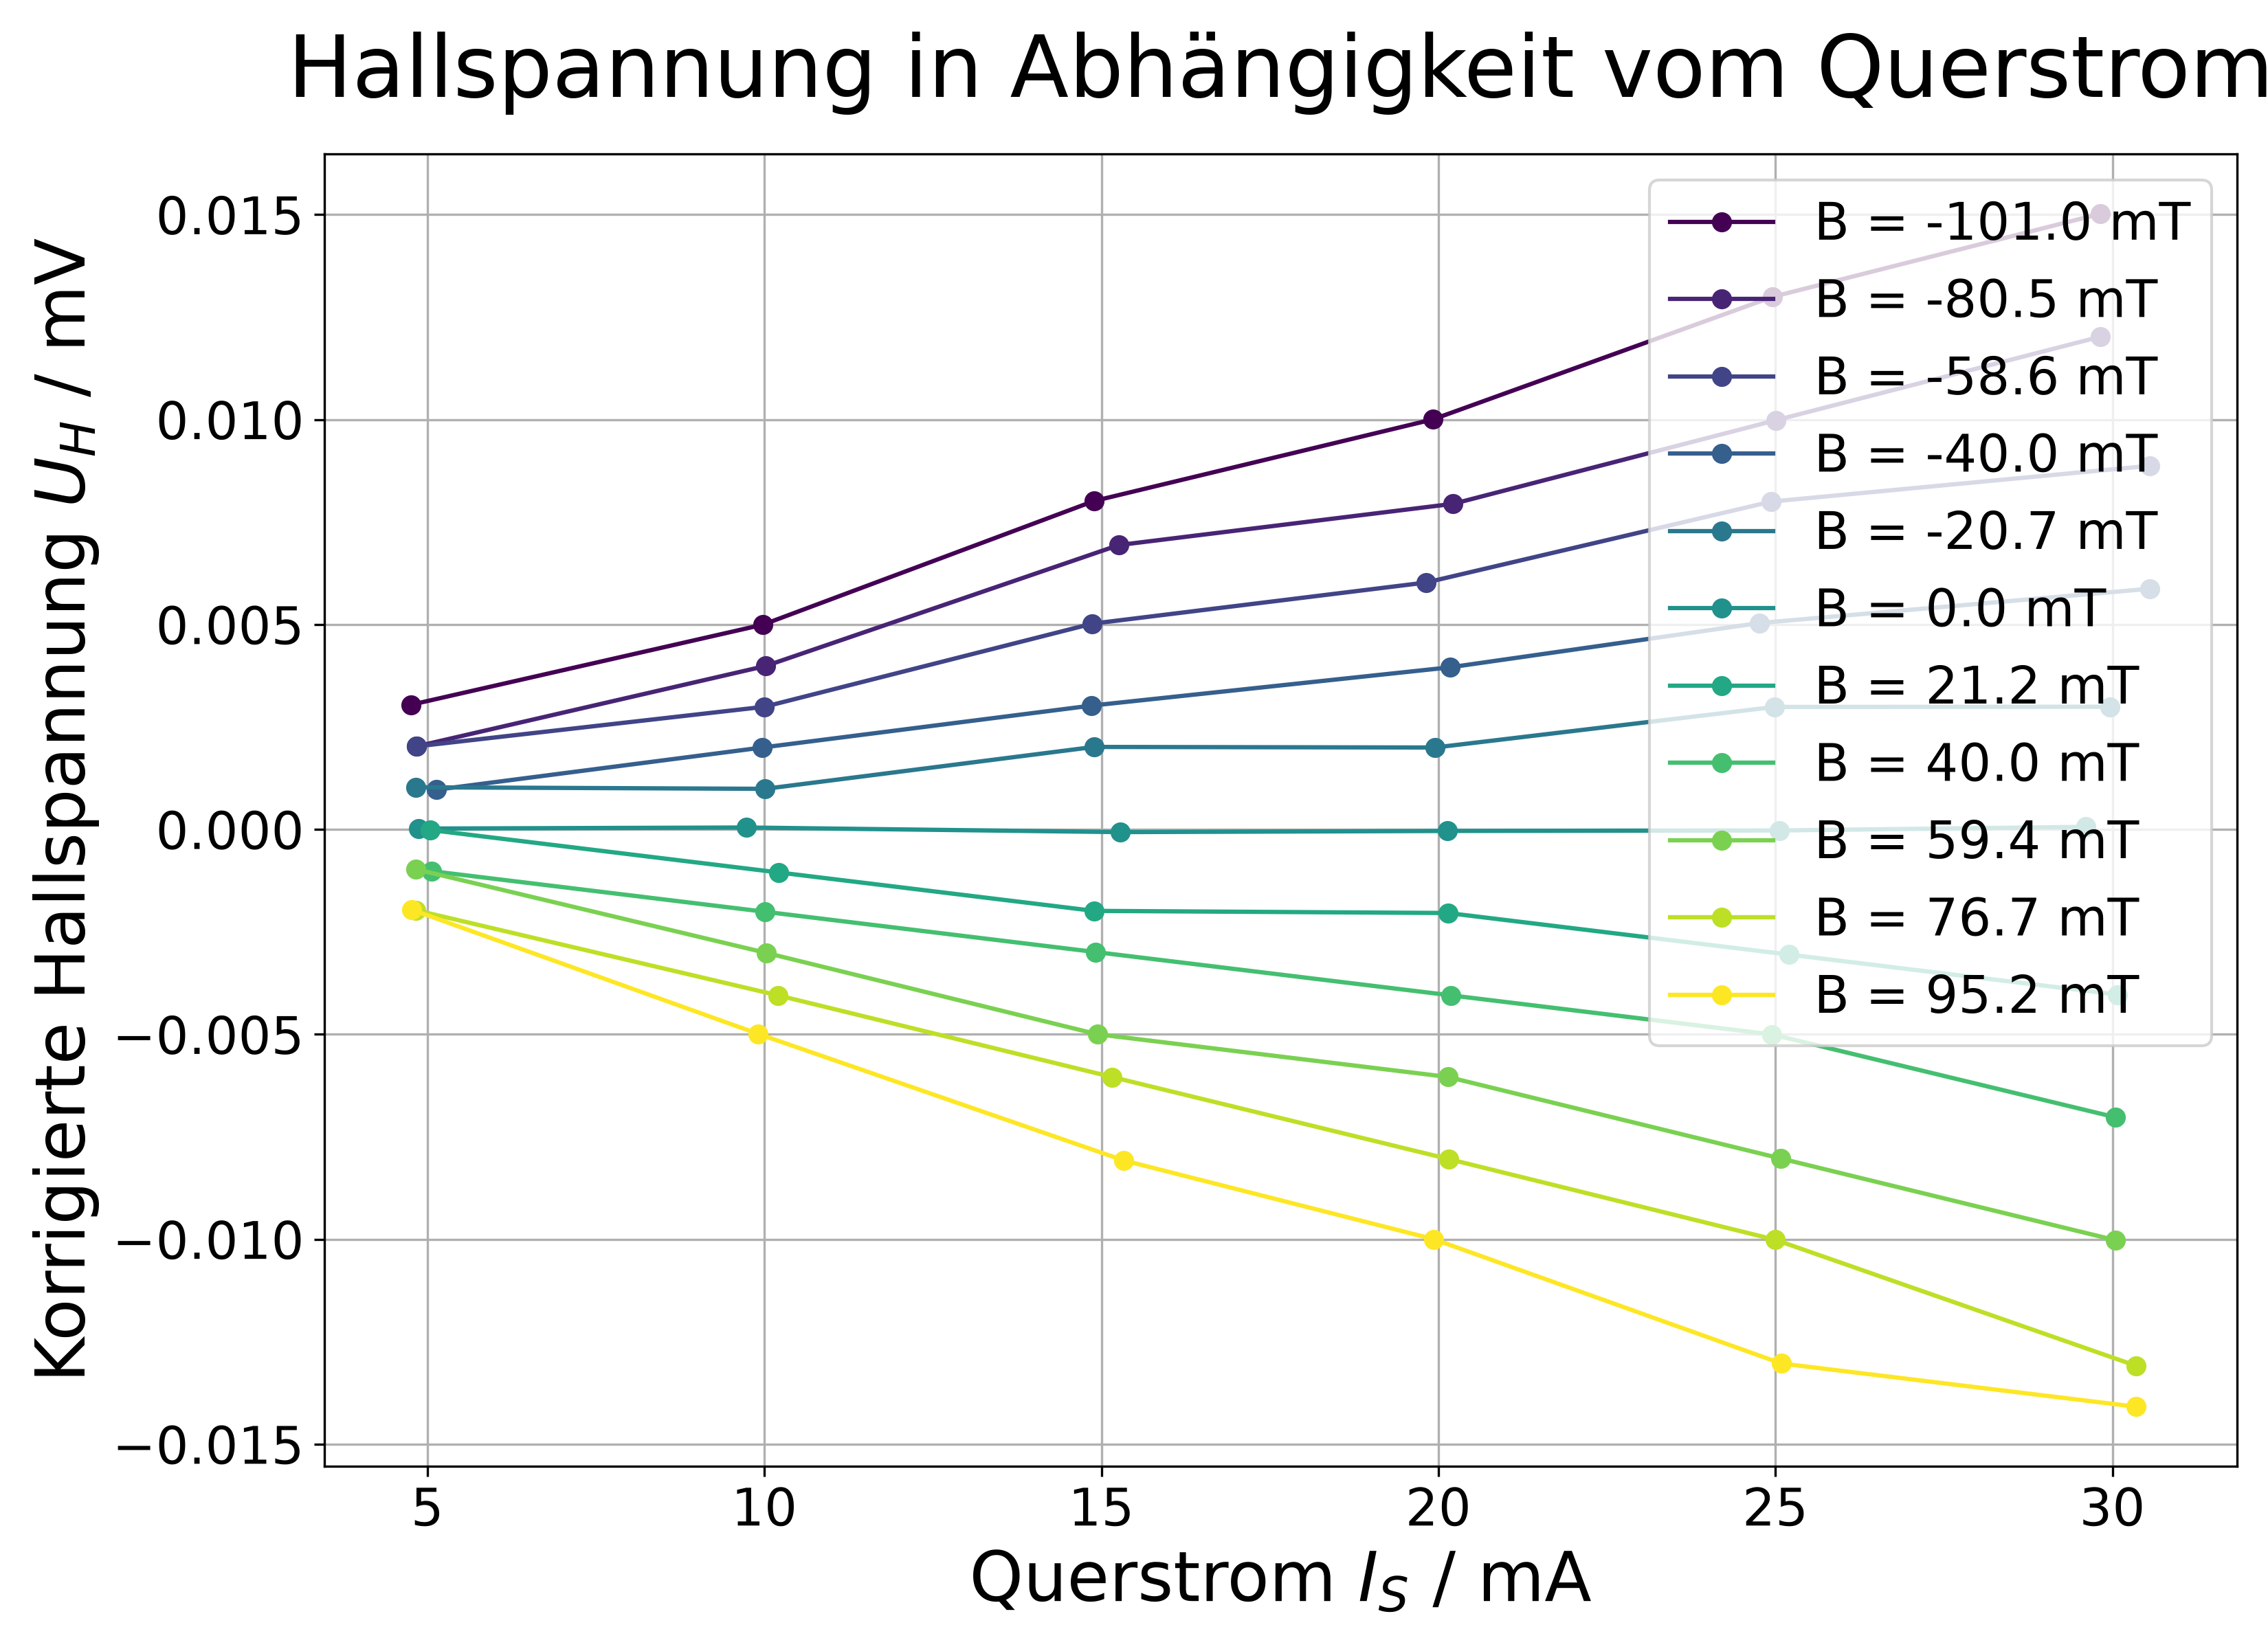 Hallspannung in Abhängigkeit vom Querstrom
Korrigierte Hallspannung U_H / mV
0.015
0.010
0.005
0.000
−0.005
−0.010
−0.015
B = -101.0 mT
B = -80.5 mT
B = -58.6 mT
B = -40.0 mT
B = -20.7 mT
B = 0.0 mT
B = 21.2 mT
B = 40.0 mT
B = 59.4 mT
B = 76.7 mT
B = 95.2 mT
5 10 15 20 25 30
Querstrom I_S / mA